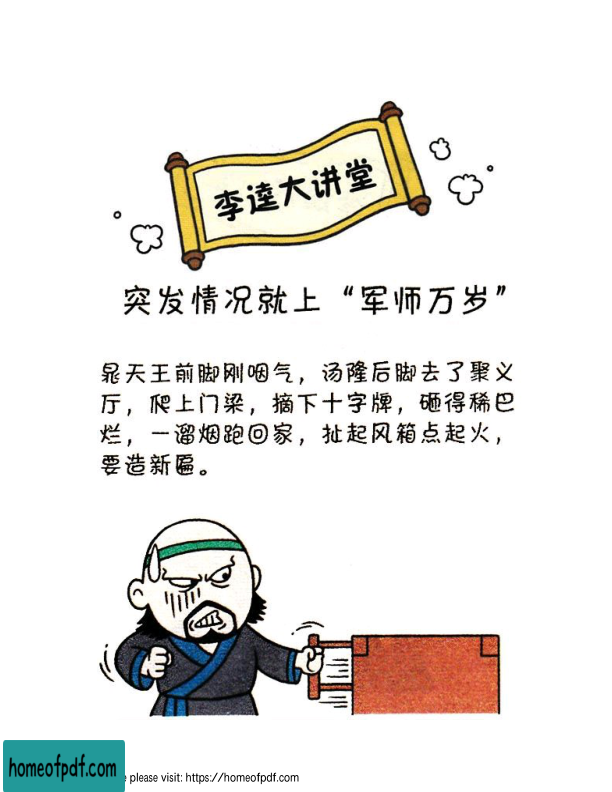 李逵大讲堂
突发情况就上“军师万岁”
晁天王前脚刚咽气，汤隆后脚去了聚义
厅，爬上门梁，摘下十字牌，砸得稀巴
烂，一遛烟跑回家，扯起风箱点起火，
要造新匾。
homeofpdf.com
e please visit: https://homeofpdf.com